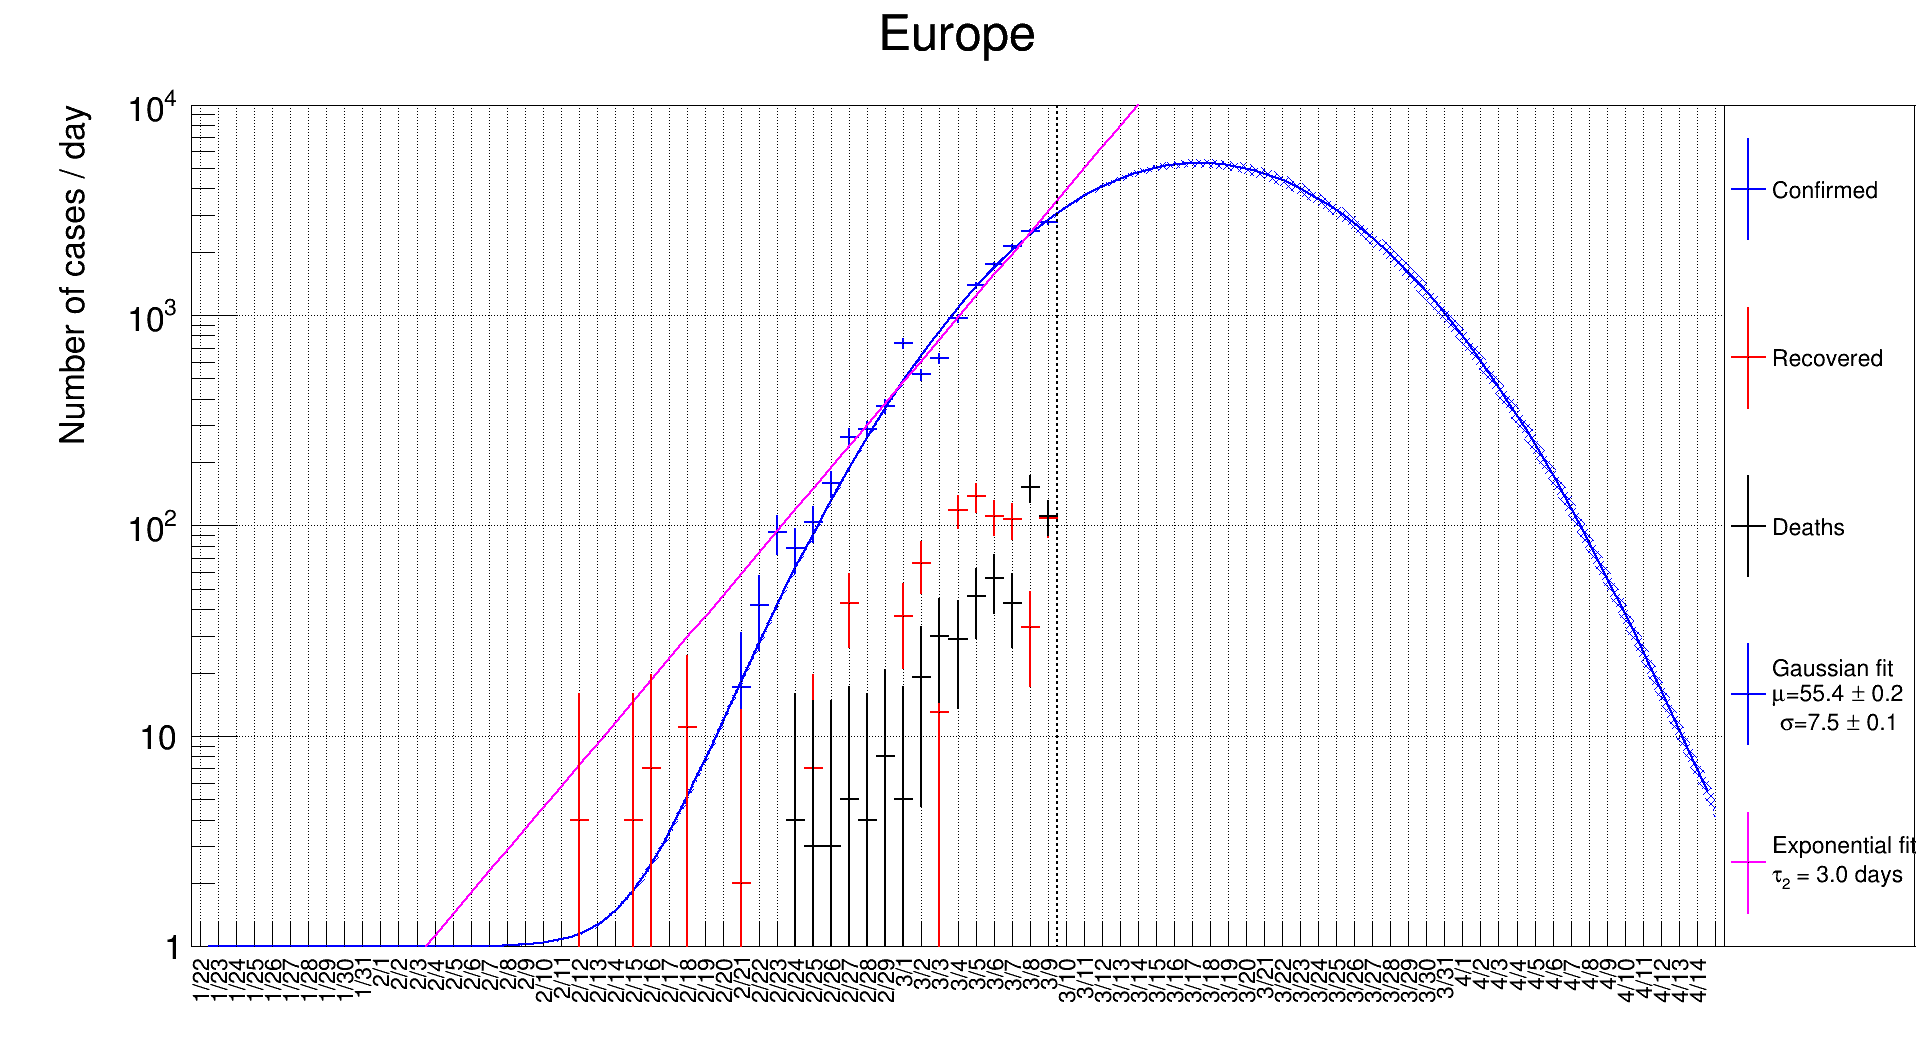 Europe
Number of cases / day
10^4
10^3
10^2
10
1
1/22 1/23 1/24 1/25 1/26 1/27 1/28 1/29 1/30 1/31 2/1 2/2 2/3 2/4 2/5 2/6 2/7 2/8 2/9 2/10 2/11 2/12 2/13 2/14 2/15 2/16 2/17 2/18 2/19 2/20 2/21 2/22 2/23 2/24 2/25 2/26 2/27 2/28 2/29 3/1 3/2 3/3 3/4 3/5 3/6 3/7 3/8 3/9 3/10 3/11 3/12 3/13 3/14 3/15 3/16 3/17 3/18 3/19 3/20 3/21 3/22 3/23 3/24 3/25 3/26 3/27 3/28 3/29 3/30 3/31 4/1 4/2 4/3 4/4 4/5 4/6 4/7 4/8 4/9 4/10 4/11 4/12 4/13 4/14
Confirmed
Recovered
Deaths
Gaussian fit
μ=55.4 ± 0.2
σ=7.5 ± 0.1
Exponential fit
τ2 = 3.0 days